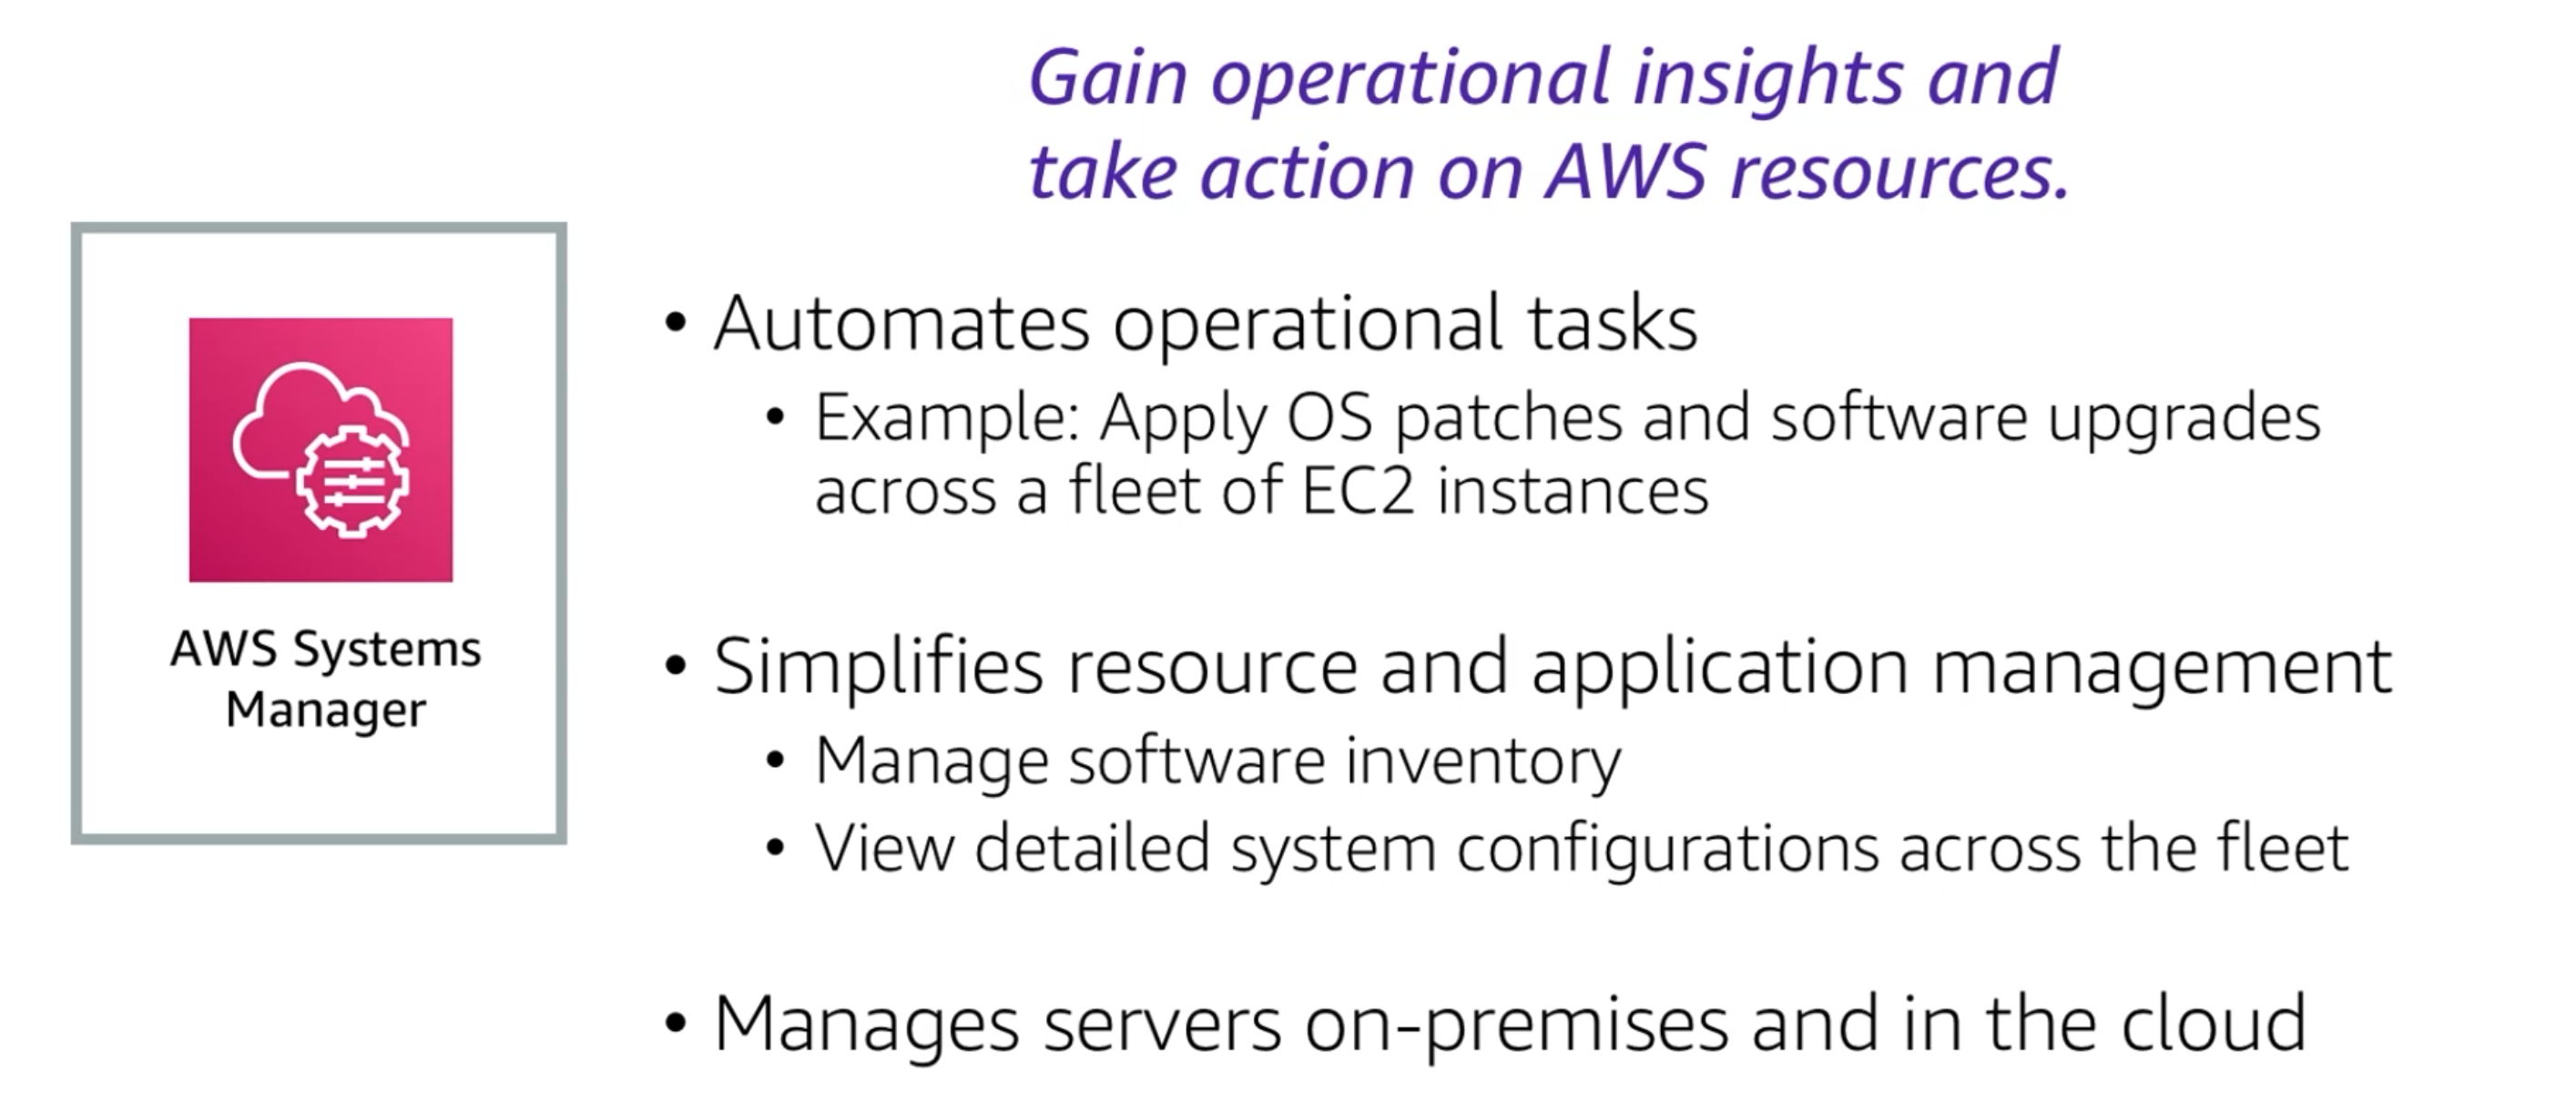 Gain operational insights and
take action on AWS resources.
AWS Systems
Manager
• Automates operational tasks
• Example: Apply OS patches and software upgrades
across a fleet of EC2 instances
• Simplifies resource and application management
• Manage software inventory
• View detailed system configurations across the fleet
• Manages servers on-premises and in the cloud